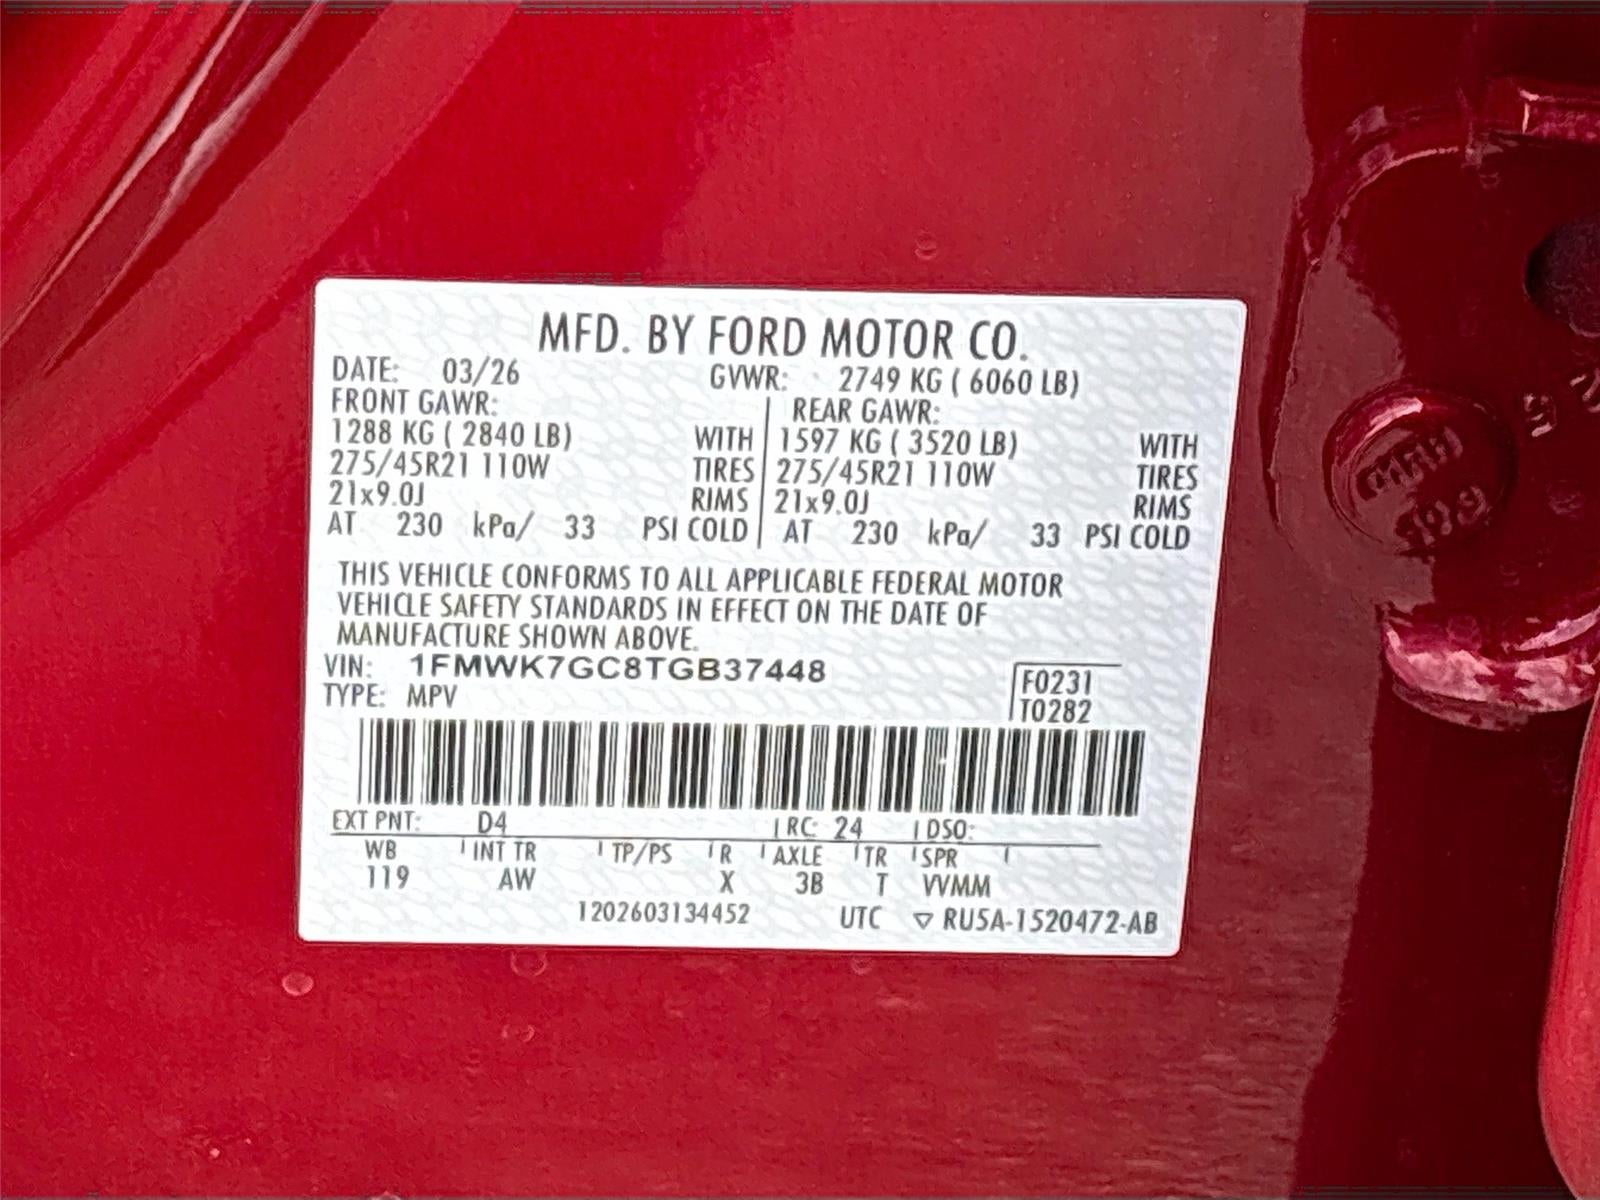 MFD. BY FORD MOTOR CO.
DATE: 03/26 GVWR: 2749 KG ( 6060 LB)
FRONT GAWR: REAR GAWR:
1288 KG ( 2840 LB) WITH 1597 KG ( 3520 LB) WITH
275/45R21 110W TIRES 275/45R21 110W TIRES
21x9.0J RIMS 21x9.0J RIMS
AT 230 kPa/ 33 PSI COLD AT 230 kPa/ 33 PSI COLD
THIS VEHICLE CONFORMS TO ALL APPLICABLE FEDERAL MOTOR
VEHICLE SAFETY STANDARDS IN EFFECT ON THE DATE OF
MANUFACTURE SHOWN ABOVE.
VIN: 1FMWK7GC8TGB37448
TYPE: MPV
F0231
T0282
EXT PNT: D4 RC: 24 DSO:
WB INT TR TP/PS R AXLE TR SPR
119 AW X 3B T VVMM
1202603134452 UTC ▽ RU5A-1520472-AB